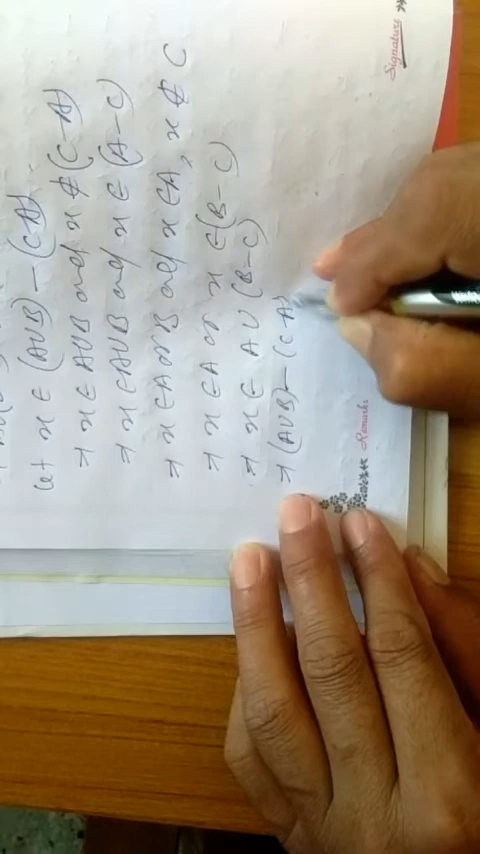 Let x ∈ (A∪B) - (C-A)
⇒ x ∈ A∪B and x ∉ (C-A)
⇒ x ∈ A∪B and x ∈ (A-C)
⇒ x ∈ A or B and x ∈ A, x ∉ C
⇒ x ∈ A or x ∈ (B-C)
⇒ x ∈ A ∪ (B-C)
⇒ (A∪B) - (C-A)
Remarks
Signature